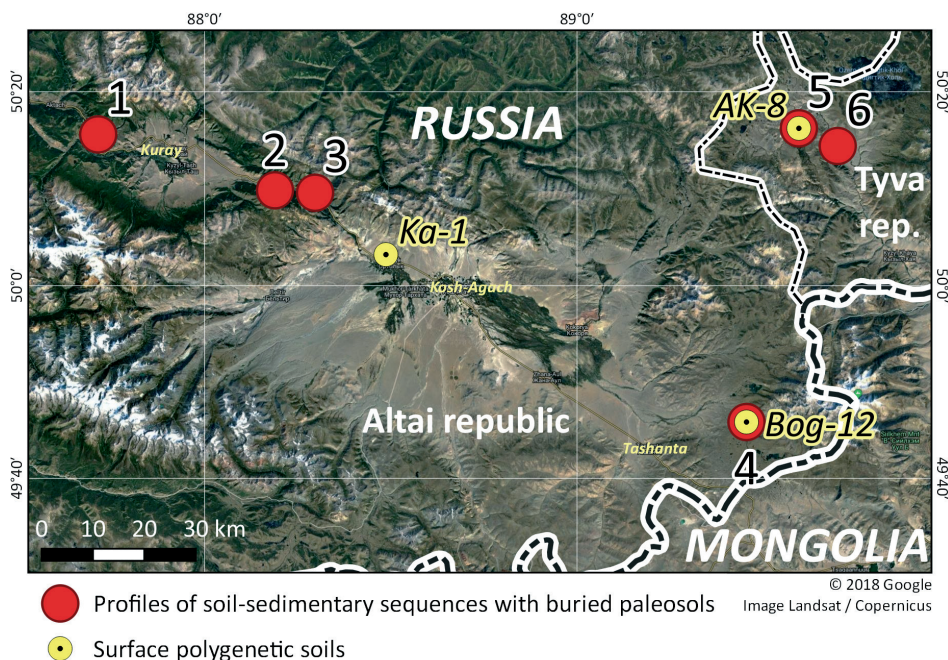 88°0′
89°0′
50°20′
50°20′
1
5
AK-8
6
RUSSIA
Kuray
2
3
Tyva
rep.
Ka-1
50°0′
50°0′
Kosh-Agach
Altai republic
Bog-12
Tashanta
4
49°40′
49°40′
0 10 20 30 km
MONGOLIA
© 2018 Google
Image Landsat / Copernicus
Profiles of soil-sedimentary sequences with buried paleosols
Surface polygenetic soils